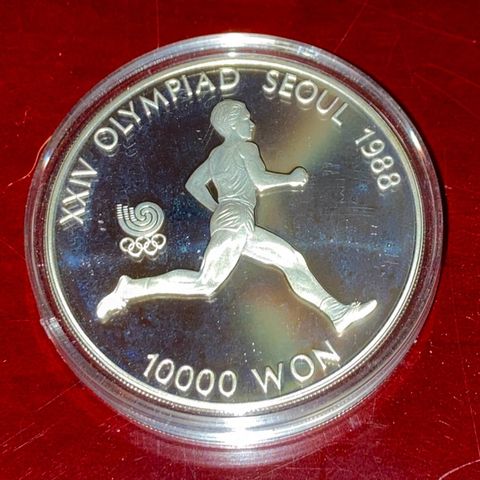 XXIV OLYMPIAD SEOUL 1988
10000 WON